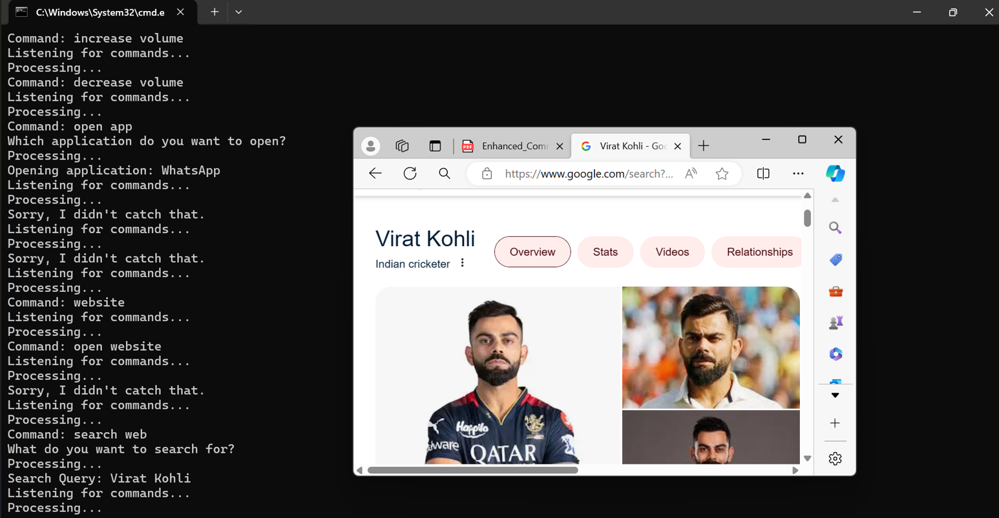 C:\Windows\System32\cmd.e
Command: increase volume
Listening for commands...
Processing...
Command: decrease volume
Listening for commands...
Processing...
Command: open app
Which application do you want to open?
Processing...
Opening application: WhatsApp
Listening for commands...
Processing...
Sorry, I didn't catch that.
Listening for commands...
Processing...
Sorry, I didn't catch that.
Listening for commands...
Processing...
Command: website
Listening for commands...
Processing...
Command: open website
Listening for commands...
Processing...
Sorry, I didn't catch that.
Listening for commands...
Processing...
Command: search web
What do you want to search for?
Processing...
Search Query: Virat Kohli
Listening for commands...
Processing...
PDF Enhanced_Com
Virat Kohli - Goo
https://www.google.com/search?...
Virat Kohli
Overview Stats Videos Relationships
Indian cricketer
Happilo
QATAR